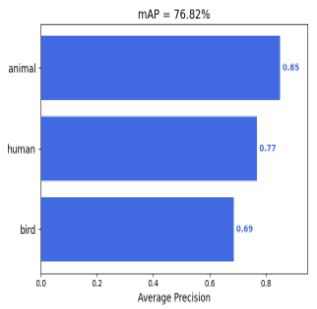 mAP = 76.82%
animal 0.85
human 0.77
bird 0.69
0.0 0.2 0.4 0.6 0.8
Average Precision